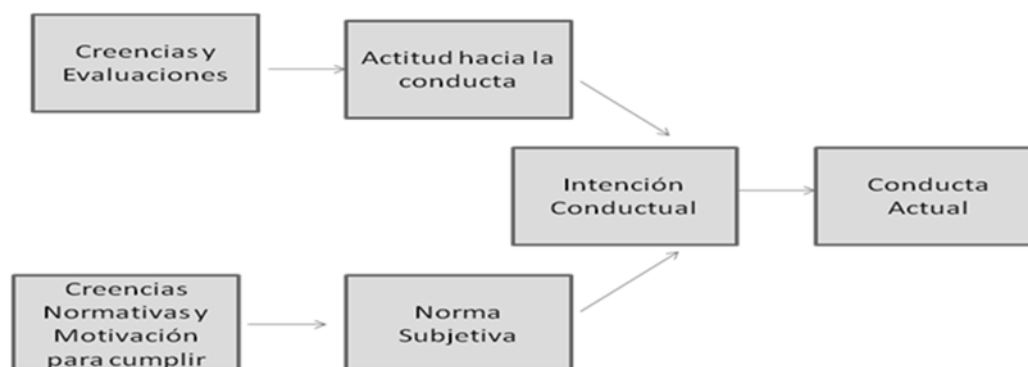 Creencias y
Evaluaciones
Actitud hacia la
conducta
Intención
Conductual
Conducta
Actual
Creencias
Normativas y
Motivación
para cumplir
Norma
Subjetiva